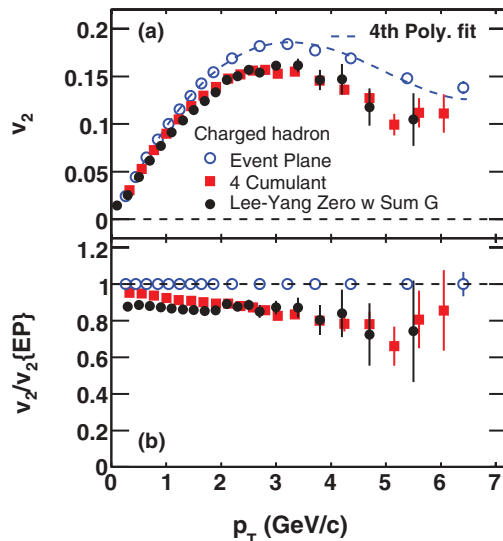 (a)
4th Poly. fit
0.2
0.15
0.1
0.05
0
v2
Charged hadron
Event Plane
4 Cumulant
Lee-Yang Zero w Sum G
1.2
1
0.8
0.6
0.4
0.2
0
v2/v2{EP}
(b)
0 1 2 3 4 5 6 7
pT (GeV/c)